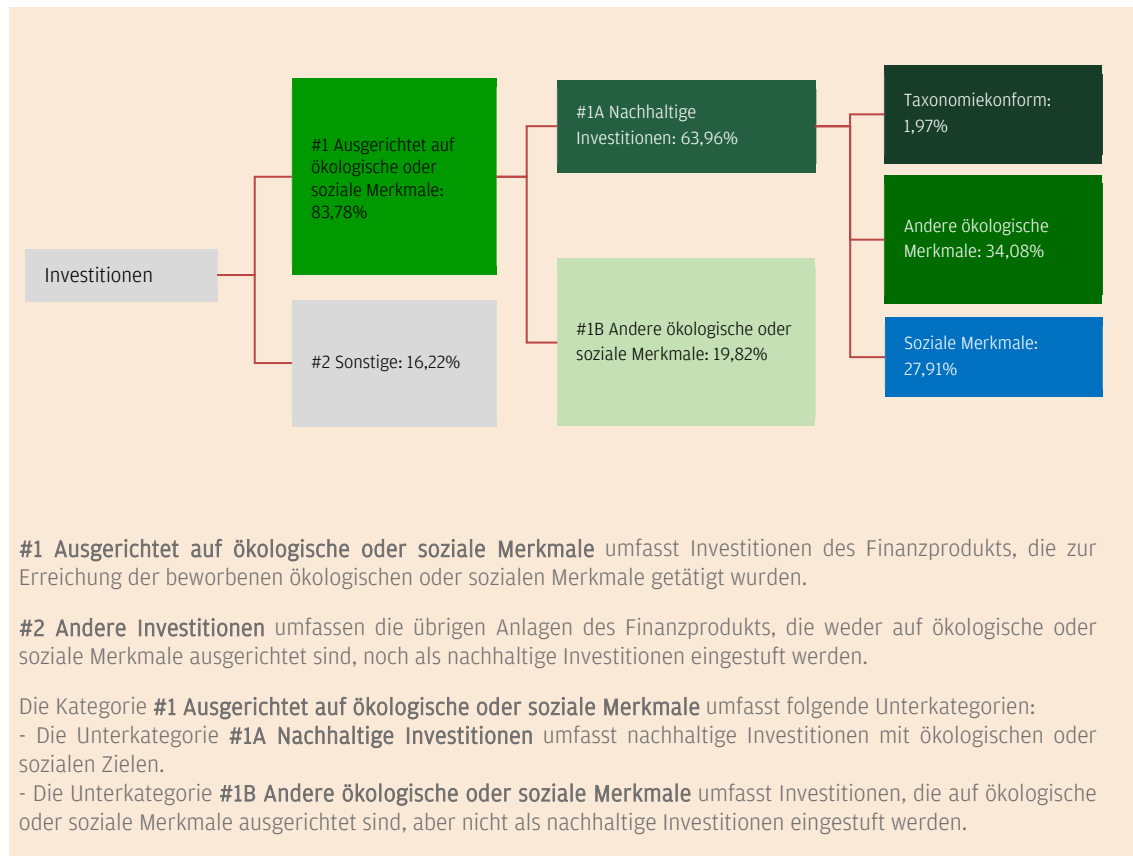 Investitionen
#1 Ausgerichtet auf
ökologische oder
soziale Merkmale:
83,78%
#2 Sonstige: 16,22%
#1A Nachhaltige
Investitionen: 63,96%
#1B Andere ökologische oder
soziale Merkmale: 19,82%
Taxonomiekonform:
1,97%
Andere ökologische
Merkmale: 34,08%
Soziale Merkmale:
27,91%
#1 Ausgerichtet auf ökologische oder soziale Merkmale umfasst Investitionen des Finanzprodukts, die zur
Erreichung der beworbenen ökologischen oder sozialen Merkmale getätigt wurden.
#2 Andere Investitionen umfassen die übrigen Anlagen des Finanzprodukts, die weder auf ökologische oder
soziale Merkmale ausgerichtet sind, noch als nachhaltige Investitionen eingestuft werden.
Die Kategorie #1 Ausgerichtet auf ökologische oder soziale Merkmale umfasst folgende Unterkategorien:
- Die Unterkategorie #1A Nachhaltige Investitionen umfasst nachhaltige Investitionen mit ökologischen oder
sozialen Zielen.
- Die Unterkategorie #1B Andere ökologische oder soziale Merkmale umfasst Investitionen, die auf ökologische
oder soziale Merkmale ausgerichtet sind, aber nicht als nachhaltige Investitionen eingestuft werden.